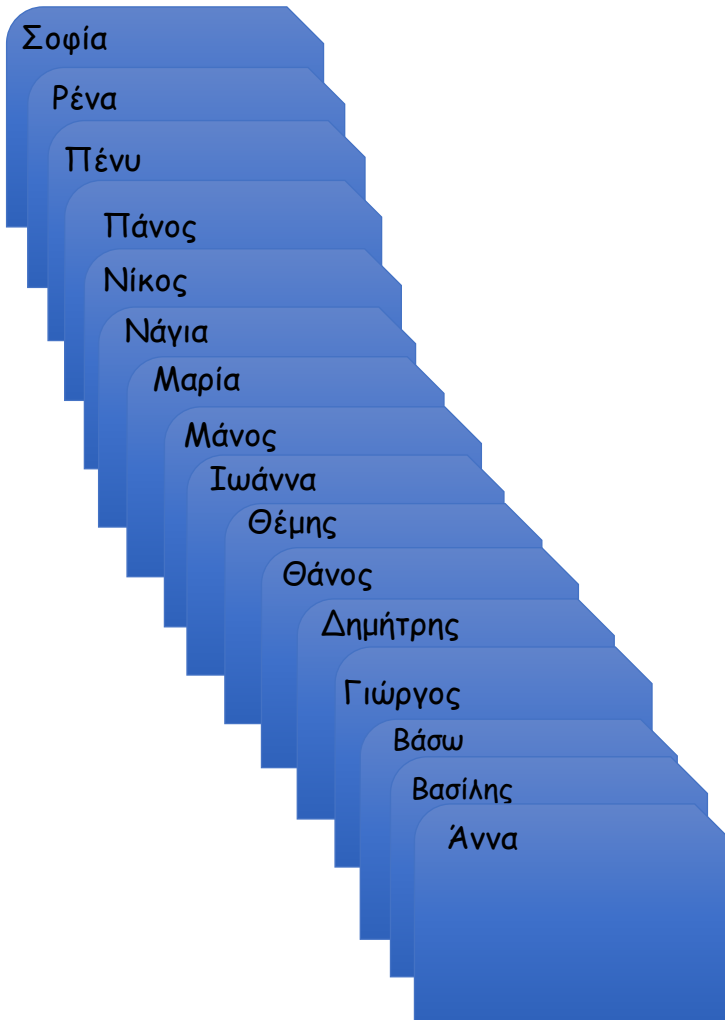 Σοφία
Ρένα
Πένυ
Πάνος
Νίκος
Νάγια
Μαρία
Μάνος
Ιωάννα
Θέμης
Θάνος
Δημήτρης
Γιώργος
Βάσω
Βασίλης
Άννα